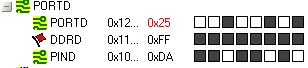 PORTD
PORTD 0x12... 0x25
DDRD 0x11... 0xFF
PIND 0x10... 0xDA